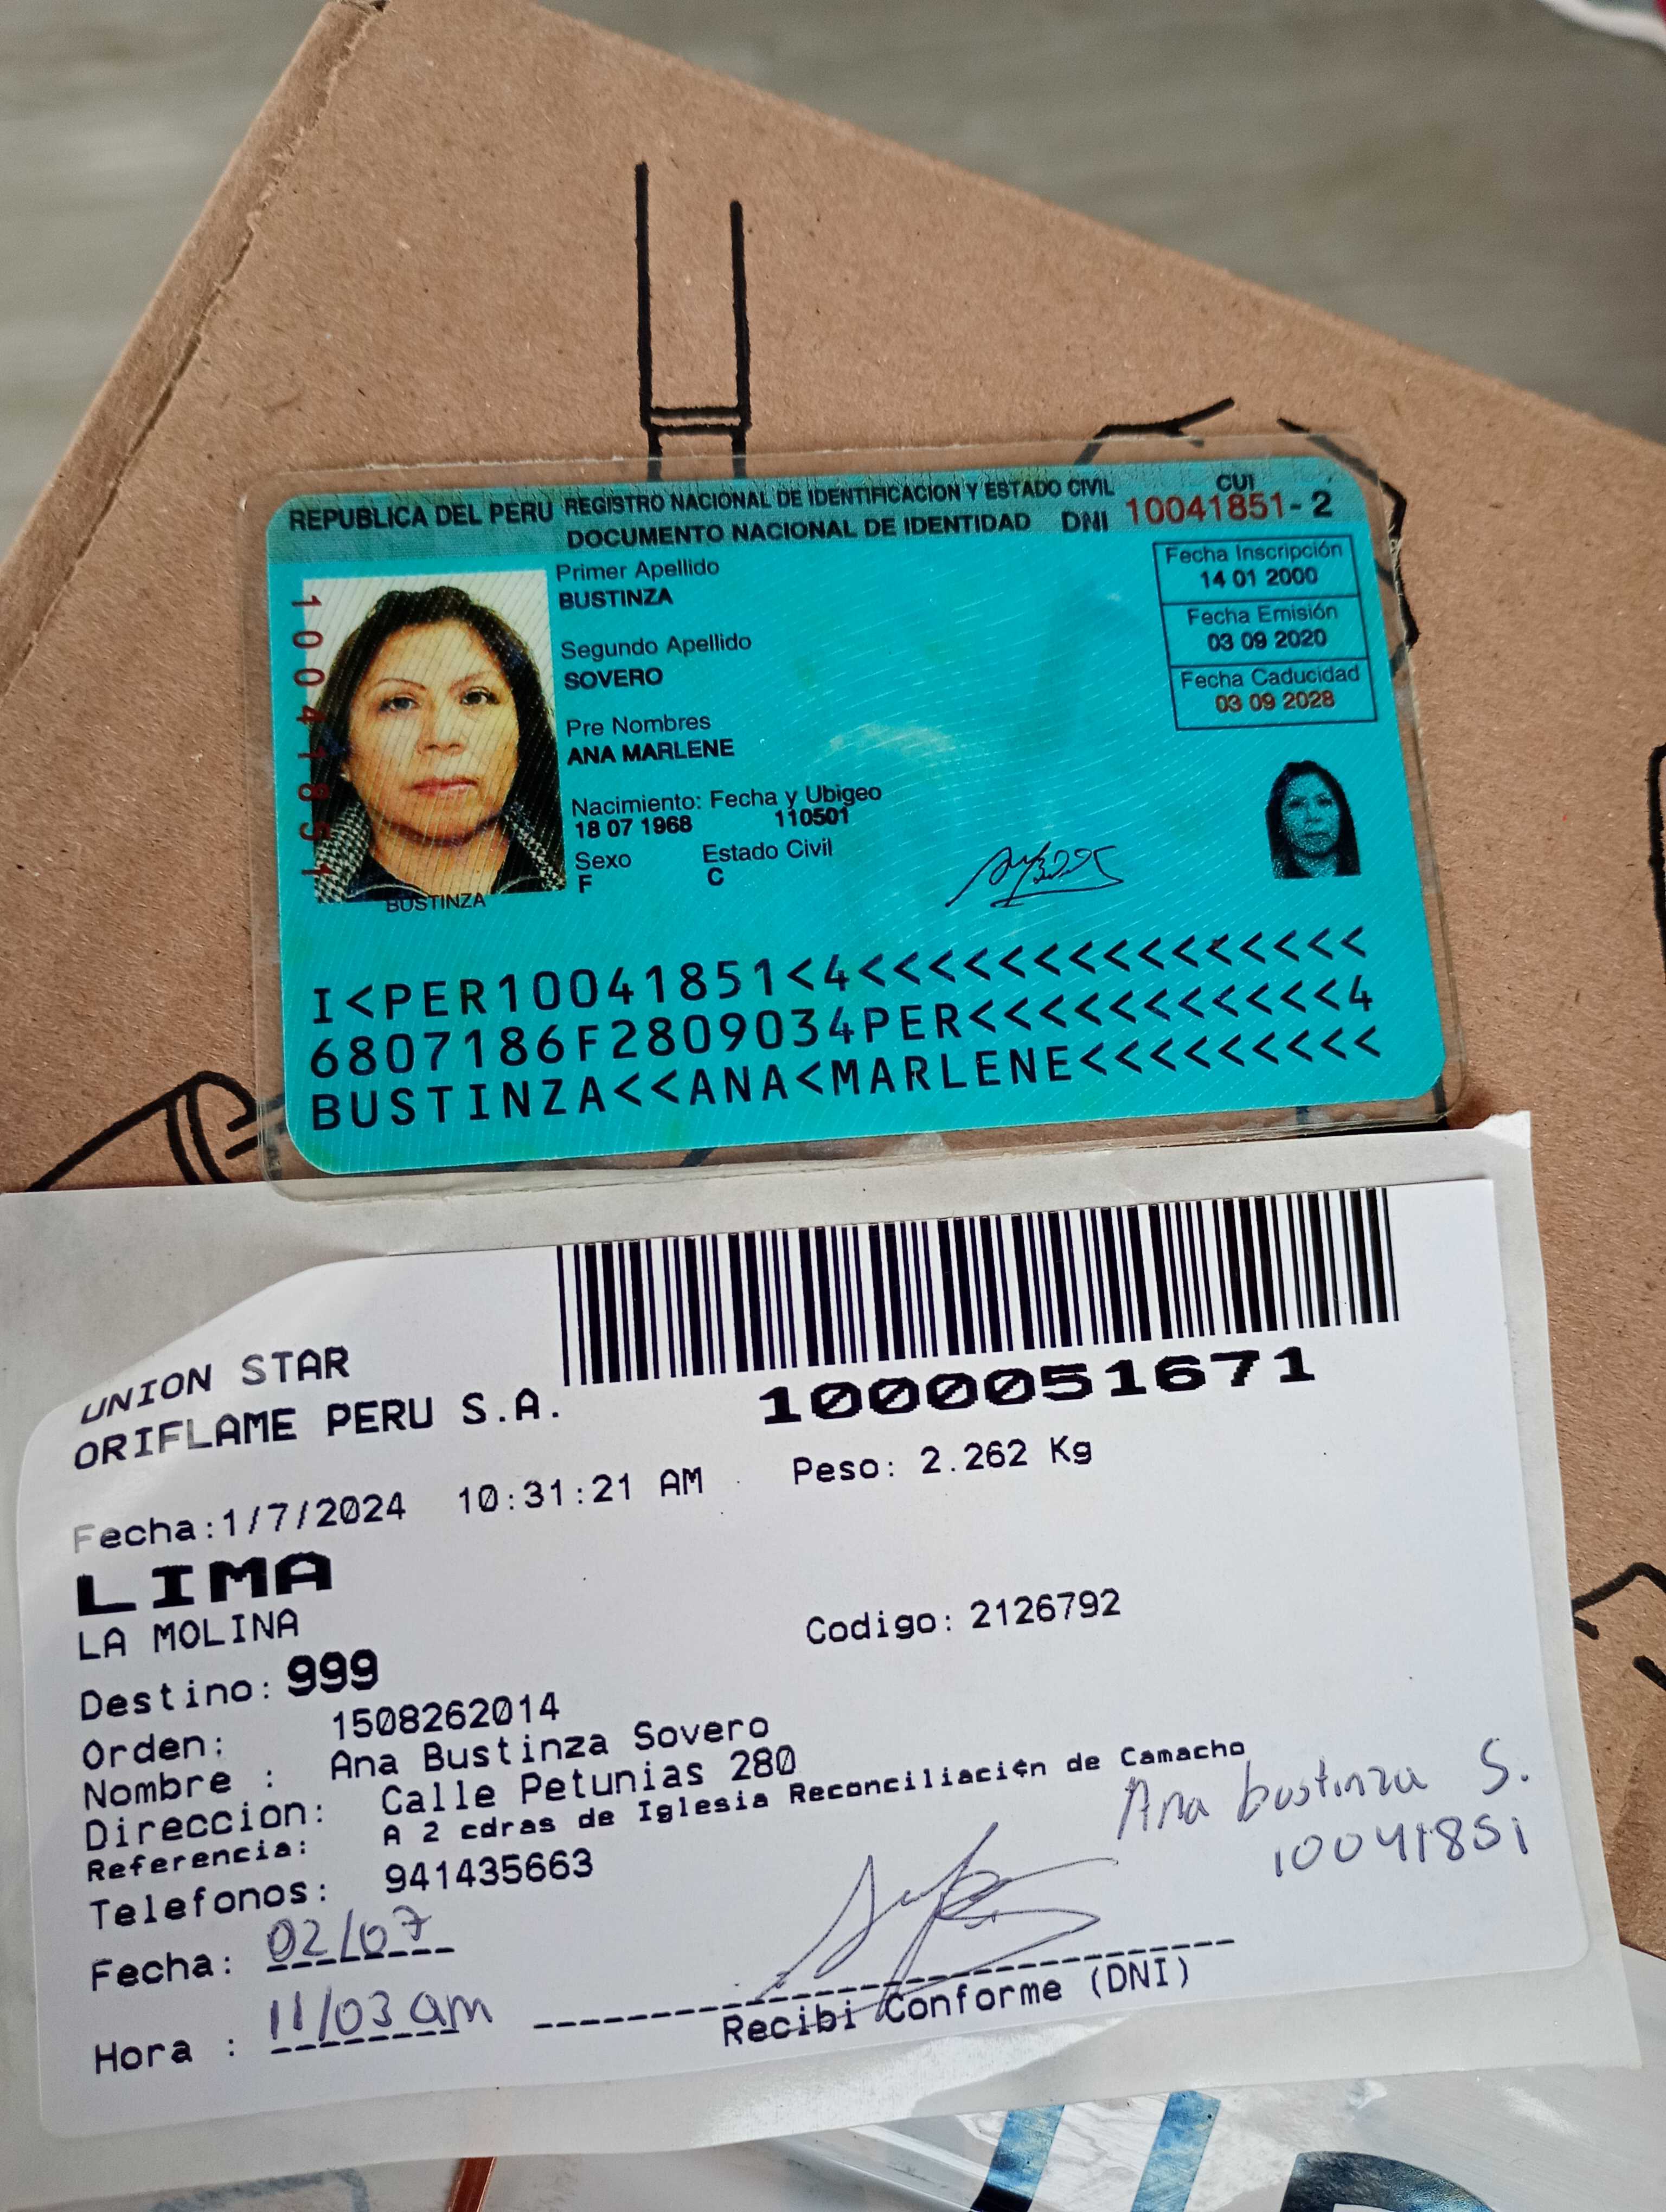 REPUBLICA DEL PERU REGISTRO NACIONAL DE IDENTIFICACION Y ESTADO CIVIL
DOCUMENTO NACIONAL DE IDENTIDAD DNI 10041851-2
CUI
Primer Apellido
BUSTINZA
Segundo Apellido
SOVERO
Pre Nombres
ANA MARLENE
Nacimiento: Fecha y Ubigeo
18 07 1968 110501
Sexo Estado Civil
F C
Fecha Inscripción
14 01 2000
Fecha Emisión
03 09 2020
Fecha Caducidad
03 09 2028
10041851
BUSTINZA
I<PER10041851<4<<<<<<<<<<<<<<<
6807186F2809034PER<<<<<<<<<<<4
BUSTINZA<<ANA<MARLENE<<<<<<<<<
UNION STAR
ORIFLAME PERU S.A.
1000051671
Fecha:1/7/2024 10:31:21 AM Peso: 2.262 Kg
LIMA
LA MOLINA
Codigo: 2126792
Destino: 999
Orden: 1508262014
Nombre : Ana Bustinza Sovero
Direccion: Calle Petunias 280
Referencia: A 2 cdras de Iglesia Reconciliaci¢n de Camacho
Telefonos: 941435663
Ana bustinza S.
10041851
Fecha: 02/07
Hora : 11/03 am
Recibi Conforme (DNI)